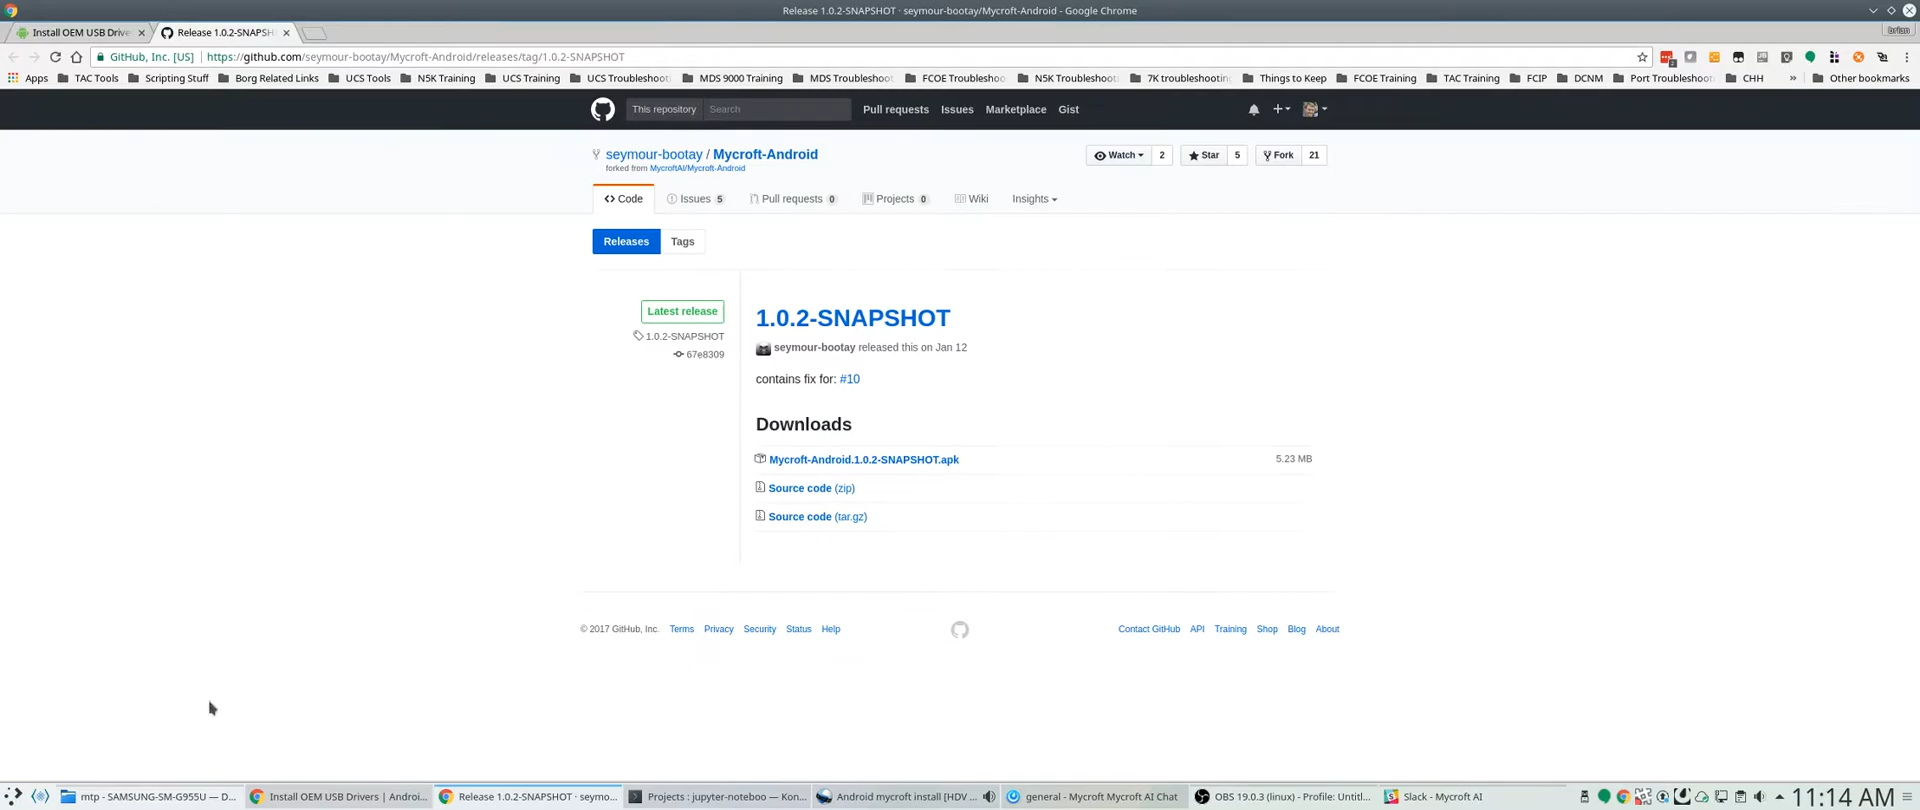 Release 1.0.2-SNAPSHOT · seymour-bootay/Mycroft-Android - Google Chrome
Install OEM USB Drive
Release 1.0.2-SNAPSH
brian
GitHub, Inc. [US] https://github.com/seymour-bootay/Mycroft-Android/releases/tag/1.0.2-SNAPSHOT
Apps TAC Tools Scripting Stuff Borg Related Links UCS Tools N5K Training UCS Training UCS Troubleshooti MDS 9000 Training MDS Troubleshoot FCOE Troubleshoo N5K Troubleshoot 7K troubleshootin Things to Keep FCOE Training TAC Training FCIP DCNM Port Troubleshoot CHH » Other bookmarks
This repository Search Pull requests Issues Marketplace Gist
seymour-bootay / Mycroft-Android
forked from MycroftAI/Mycroft-Android
Watch 2 Star 5 Fork 21
Code Issues 5 Pull requests 0 Projects 0 Wiki Insights
Releases Tags
Latest release
1.0.2-SNAPSHOT
67e8309
1.0.2-SNAPSHOT
seymour-bootay released this on Jan 12
contains fix for: #10
Downloads
Mycroft-Android.1.0.2-SNAPSHOT.apk 5.23 MB
Source code (zip)
Source code (tar.gz)
© 2017 GitHub, Inc. Terms Privacy Security Status Help Contact GitHub API Training Shop Blog About
mtp - SAMSUNG-SM-G955U — D... Install OEM USB Drivers | Androi... Release 1.0.2-SNAPSHOT · seymo... Projects : jupyter-noteboo — Kon... Android mycroft install [HDV ... general - Mycroft Mycroft AI Chat OBS 19.0.3 (linux) - Profile: Untitl... Slack - Mycroft AI 11:14 AM